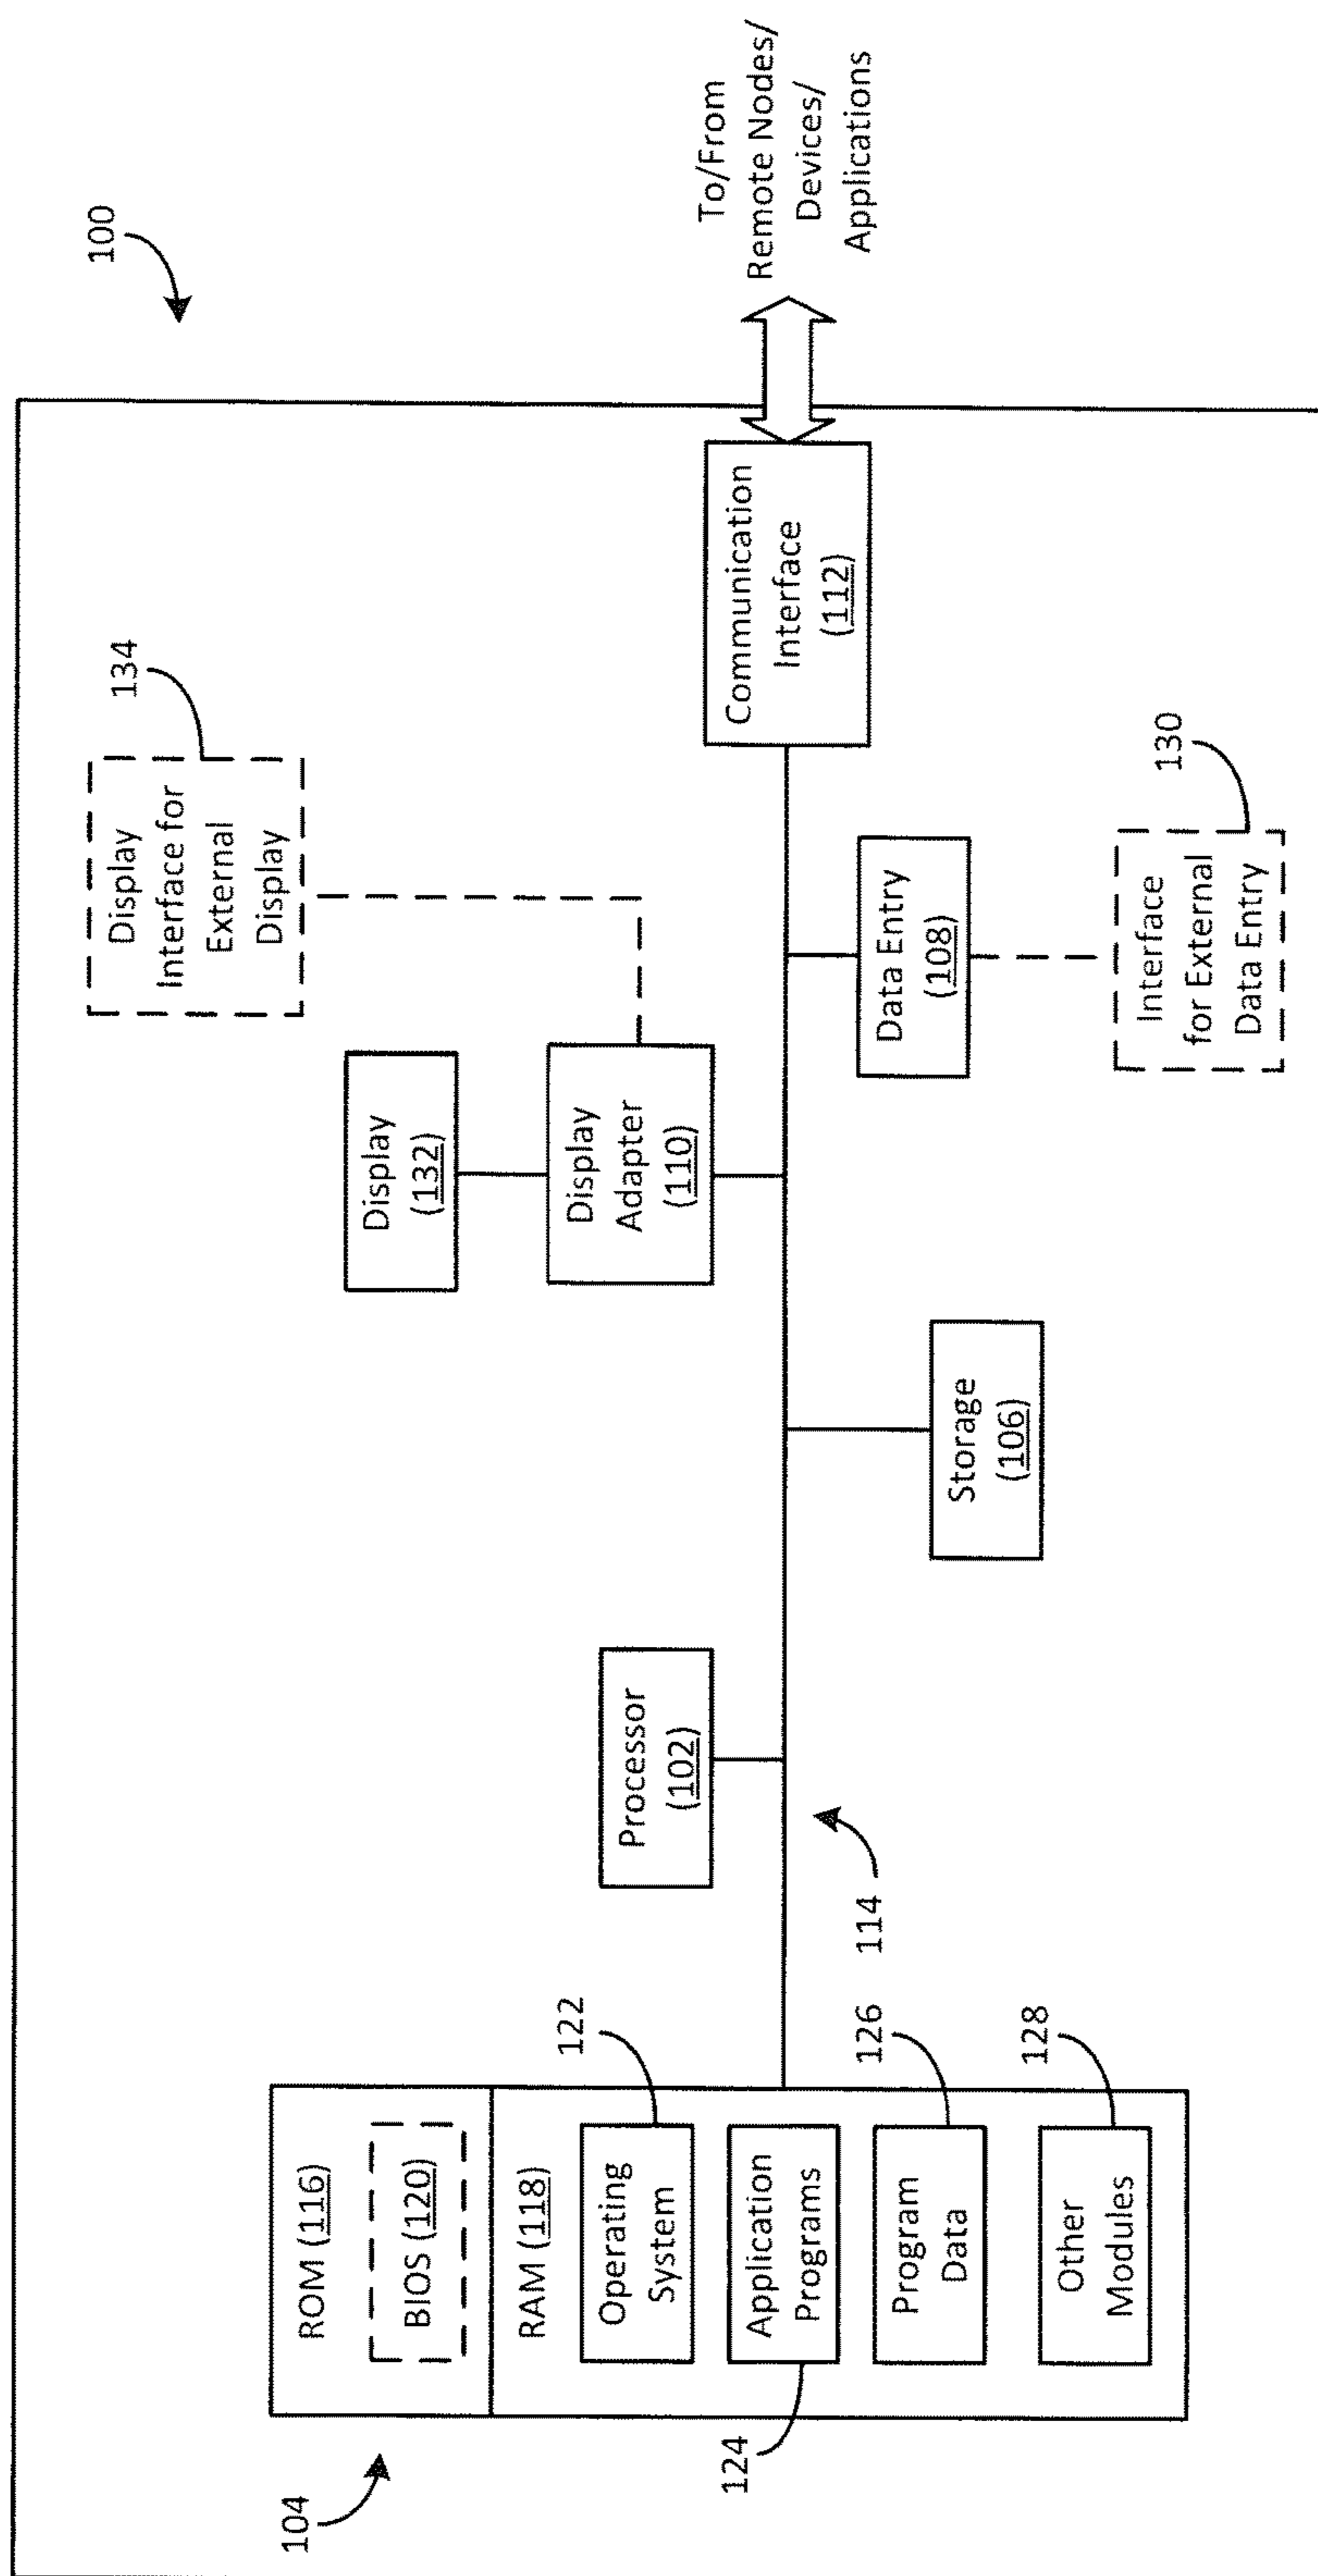 100
To/From
Remote Nodes/
Devices/
Applications
134
Display
Interface for
External
Display
Display
(132)
Display
Adapter
(110)
Communication
Interface
(112)
Data Entry
(108)
130
Interface
for External
Data Entry
Storage
(106)
Processor
(102)
114
104
ROM (116)
BIOS (120)
RAM (118)
122
Operating
System
124
Application
Programs
126
Program
Data
128
Other
Modules